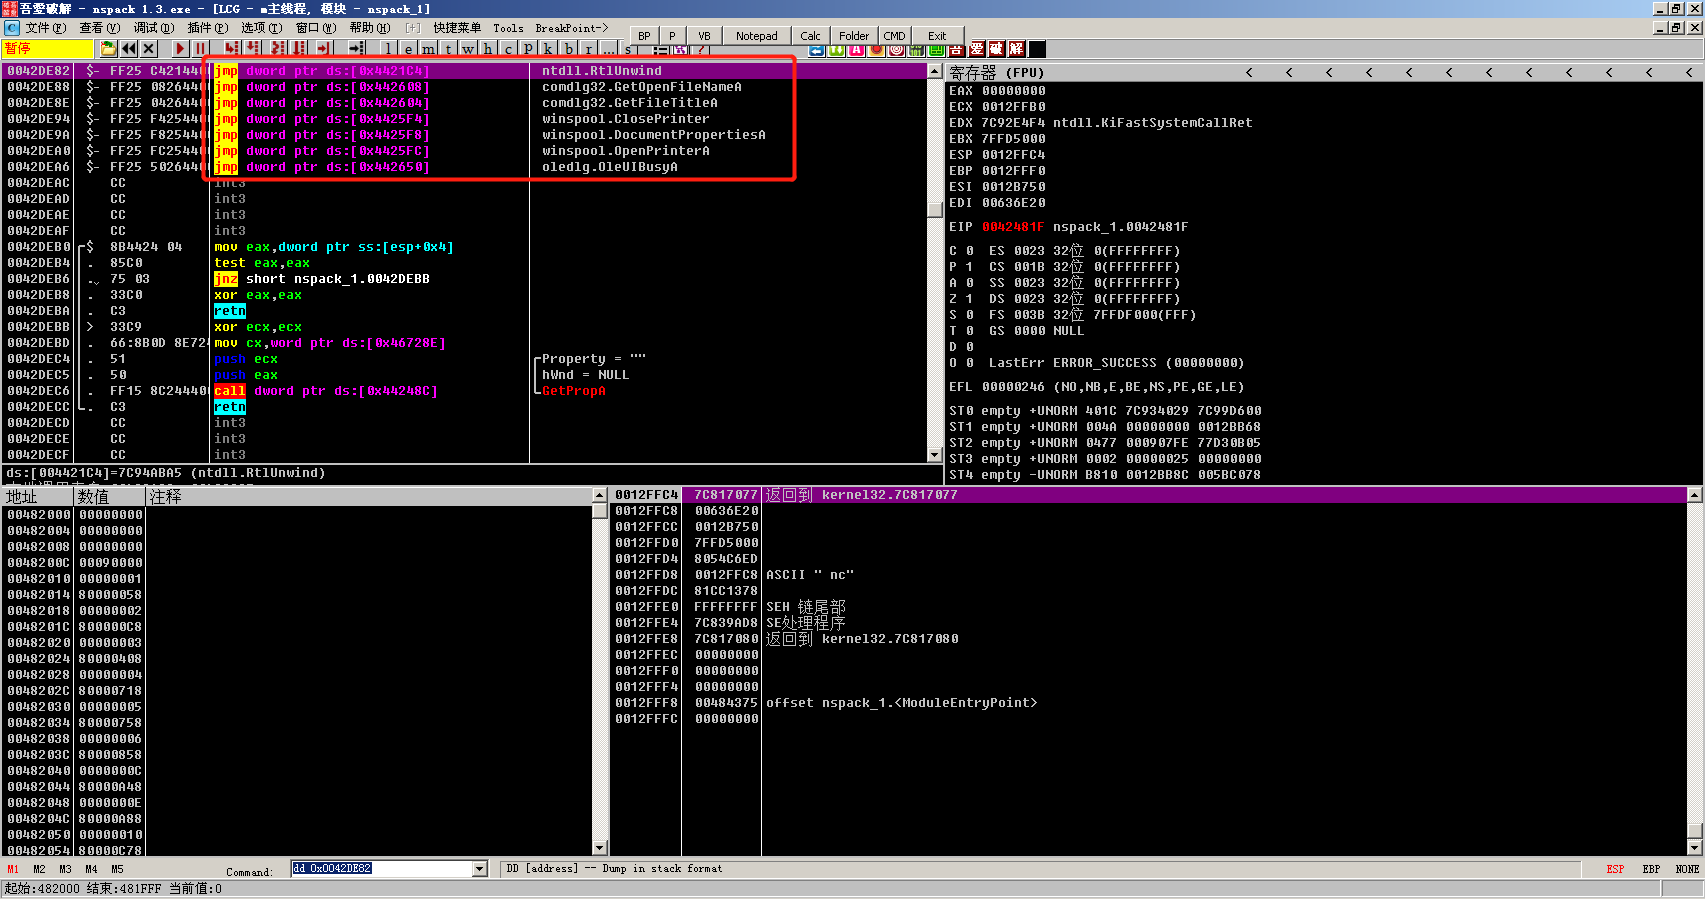 吾愛破解 - nspack 1.3.exe - [LCG - m主线程, 模块 - nspack_1]
文件(F) 查看(V) 调试(D) 插件(P) 选项(T) 窗口(W) 帮助(H) [+] 快捷菜单 Tools BreakPoint->
BP P VB Notepad Calc Folder CMD Exit
暂停 l e m t w h c p k b r ... s
吾 愛 破 解
0042DE82 $- FF25 C42144 jmp dword ptr ds:[0x4421C4] ntdll.RtlUnwind
0042DE88 $- FF25 082644 jmp dword ptr ds:[0x442608] comdlg32.GetOpenFileNameA
0042DE8E $- FF25 042644 jmp dword ptr ds:[0x442604] comdlg32.GetFileTitleA
0042DE94 $- FF25 F42544 jmp dword ptr ds:[0x4425F4] winspool.ClosePrinter
0042DE9A $- FF25 F82544 jmp dword ptr ds:[0x4425F8] winspool.DocumentPropertiesA
0042DEA0 $- FF25 FC2544 jmp dword ptr ds:[0x4425FC] winspool.OpenPrinterA
0042DEA6 $- FF25 502644 jmp dword ptr ds:[0x442650] oledlg.OleUIBusyA
0042DEAC CC int3
0042DEAD CC int3
0042DEAE CC int3
0042DEAF CC int3
0042DEB0 $ 8B4424 04 mov eax,dword ptr ss:[esp+0x4]
0042DEB4 . 85C0 test eax,eax
0042DEB6 . 75 03 jnz short nspack_1.0042DEBB
0042DEB8 . 33C0 xor eax,eax
0042DEBA . C3 retn
0042DEBB > 33C9 xor ecx,ecx
0042DEBD . 66:8B0D 8E72 mov cx,word ptr ds:[0x46728E]
0042DEC4 . 51 push ecx Property = ""
0042DEC5 . 50 push eax hWnd = NULL
0042DEC6 . FF15 8C2444 call dword ptr ds:[0x44248C] GetPropA
0042DECC . C3 retn
0042DECD CC int3
0042DECE CC int3
0042DECF CC int3
ds:[004421C4]=7C94ABA5 (ntdll.RtlUnwind)
寄存器 (FPU) < < < < < < < < < < < <
EAX 00000000
ECX 0012FFB0
EDX 7C92E4F4 ntdll.KiFastSystemCallRet
EBX 7FFD5000
ESP 0012FFC4
EBP 0012FFF0
ESI 0012B750
EDI 00636E20
EIP 0042481F nspack_1.0042481F
C 0 ES 0023 32位 0(FFFFFFFF)
P 1 CS 001B 32位 0(FFFFFFFF)
A 0 SS 0023 32位 0(FFFFFFFF)
Z 1 DS 0023 32位 0(FFFFFFFF)
S 0 FS 003B 32位 7FFDF000(FFF)
T 0 GS 0000 NULL
D 0
O 0 LastErr ERROR_SUCCESS (00000000)
EFL 00000246 (NO,NB,E,BE,NS,PE,GE,LE)
ST0 empty +UNORM 401C 7C934029 7C99D600
ST1 empty +UNORM 004A 00000000 0012BB68
ST2 empty +UNORM 0477 000907FE 77D30B05
ST3 empty +UNORM 0002 00000025 00000000
ST4 empty -UNORM B810 0012BB8C 005BC078
地址 数值 注释
00482000 00000000
00482004 00000000
00482008 00000000
0048200C 00090000
00482010 00000001
00482014 80000058
00482018 00000002
0048201C 800000C8
00482020 00000003
00482024 80000408
00482028 00000004
0048202C 80000718
00482030 00000005
00482034 80000758
00482038 00000006
0048203C 80000858
00482040 0000000C
00482044 80000A48
00482048 0000000E
0048204C 80000A88
00482050 00000010
00482054 80000C78
0012FFC4 7C817077 返回到 kernel32.7C817077
0012FFC8 00636E20
0012FFCC 0012B750
0012FFD0 7FFD5000
0012FFD4 8054C6ED
0012FFD8 0012FFC8 ASCII " nc"
0012FFDC 81CC1378
0012FFE0 FFFFFFFF SEH 链尾部
0012FFE4 7C839AD8 SE处理程序
0012FFE8 7C817080 返回到 kernel32.7C817080
0012FFEC 00000000
0012FFF0 00000000
0012FFF4 00000000
0012FFF8 00484375 offset nspack_1.<ModuleEntryPoint>
0012FFFC 00000000
M1 M2 M3 M4 M5 Command: dd 0x0042DE82 DD [address] -- Dump in stack format ESP EBP NONE
起始:482000 结束:481FFF 当前值:0